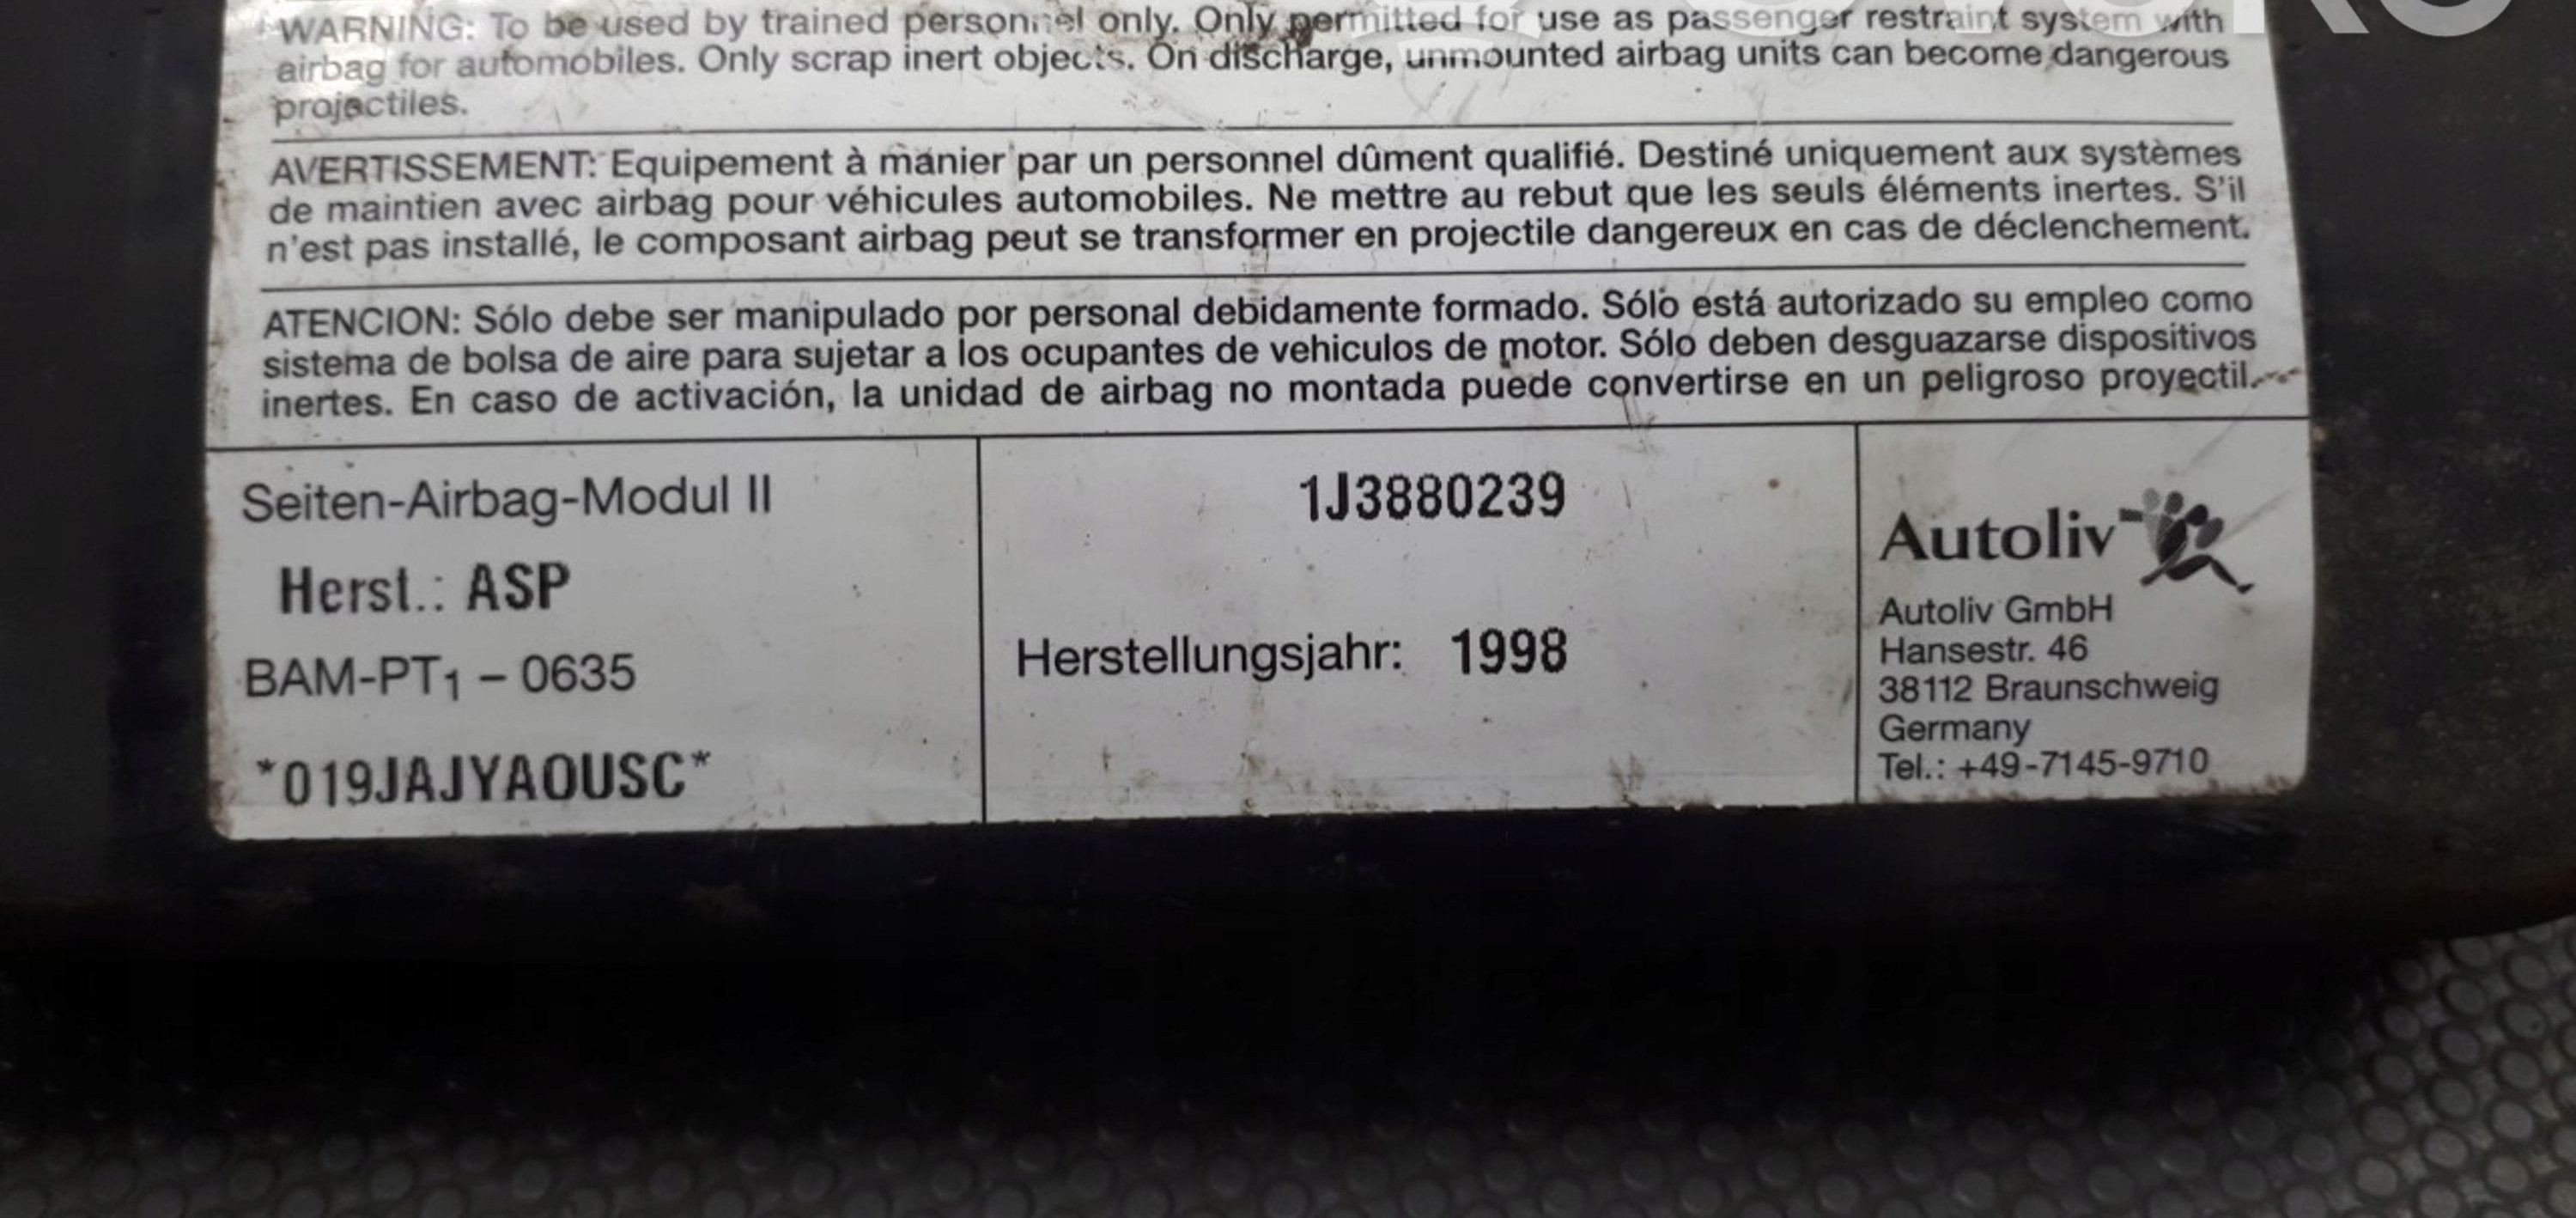 WARNING: To be used by trained personnel only. Only permitted for use as passenger restraint system with
airbag for automobiles. Only scrap inert objects. On discharge, unmounted airbag units can become dangerous
projectiles.
AVERTISSEMENT: Equipement à manier par un personnel dûment qualifié. Destiné uniquement aux systèmes
de maintien avec airbag pour véhicules automobiles. Ne mettre au rebut que les seuls éléments inertes. S'il
n'est pas installé, le composant airbag peut se transformer en projectile dangereux en cas de déclenchement.
ATENCION: Sólo debe ser manipulado por personal debidamente formado. Sólo está autorizado su empleo como
sistema de bolsa de aire para sujetar a los ocupantes de vehiculos de motor. Sólo deben desguazarse dispositivos
inertes. En caso de activación, la unidad de airbag no montada puede convertirse en un peligroso proyectil.
Seiten-Airbag-Modul II
Herst.: ASP
BAM-PT1 – 0635
*019JAJYAOUSC*
1J3880239
Herstellungsjahr: 1998
Autoliv
Autoliv GmbH
Hansestr. 46
38112 Braunschweig
Germany
Tel.: +49-7145-9710